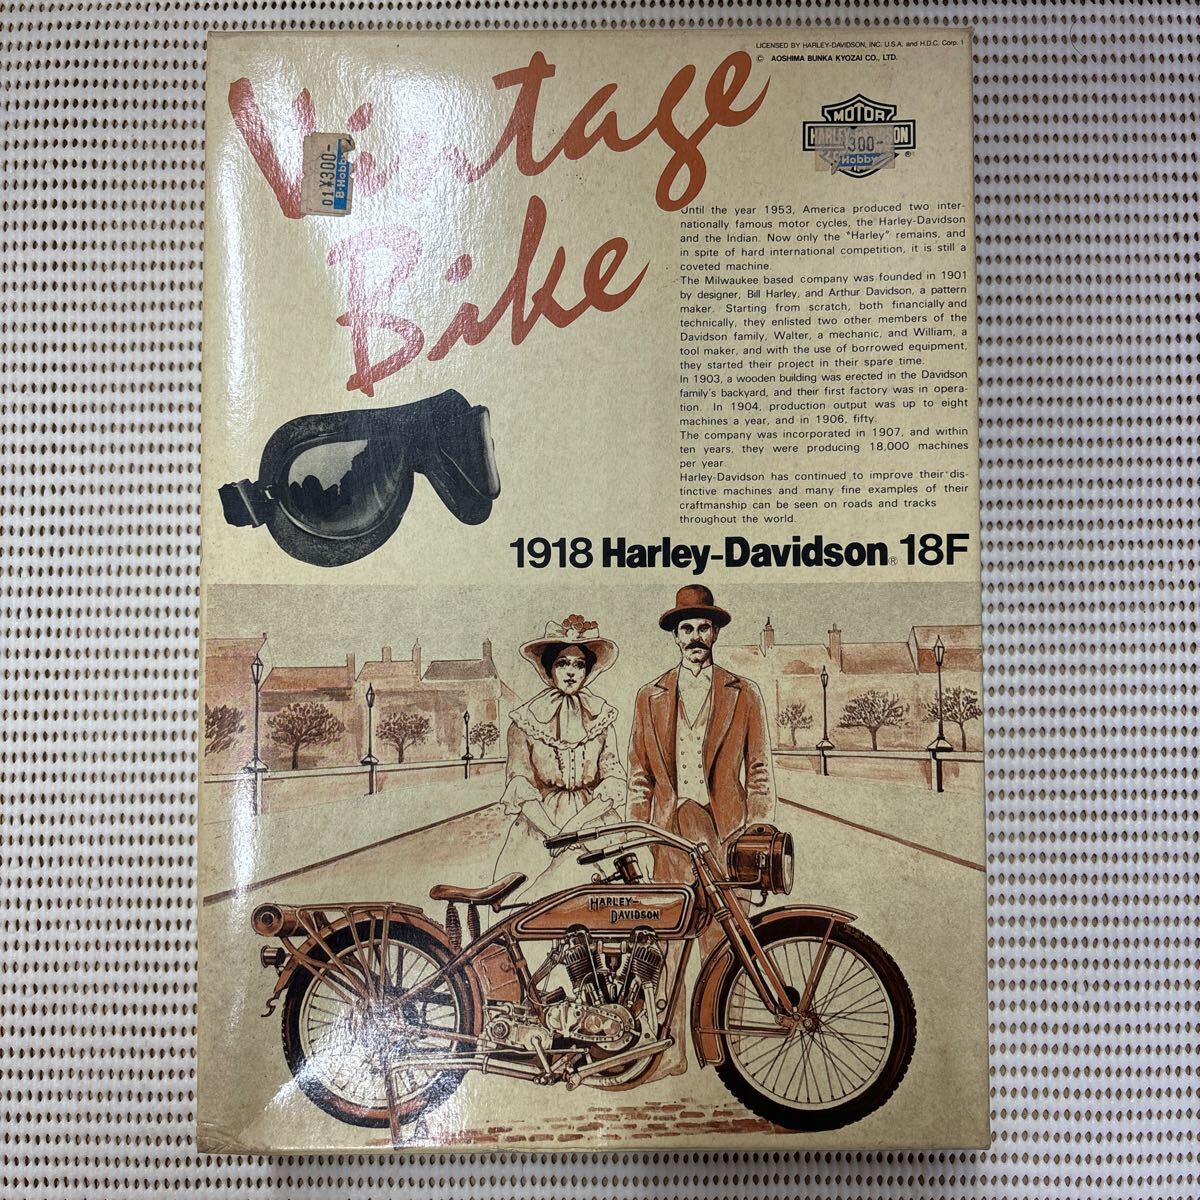 LICENSED BY HARLEY-DAVIDSON, INC. U.S.A. and H.D.C. Corp. 1
© AOSHIMA BUNKA KYOZAI CO., LTD.
Vintage
Bike
01¥300-
B·Hobby
MOTOR
HARLEY-DAVIDSON
300-
Hobby
®
Until the year 1953, America produced two inter-
nationally famous motor cycles, the Harley-Davidson
and the Indian. Now only the "Harley" remains, and
in spite of hard international competition, it is still a
coveted machine.
The Milwaukee based company was founded in 1901
by designer, Bill Harley, and Arthur Davidson, a pattern
maker. Starting from scratch, both financially and
technically, they enlisted two other members of the
Davidson family, Walter, a mechanic, and William, a
tool maker, and with the use of borrowed equipment,
they started their project in their spare time.
In 1903, a wooden building was erected in the Davidson
family's backyard, and their first factory was in opera-
tion. In 1904, production output was up to eight
machines a year, and in 1906, fifty.
The company was incorporated in 1907, and within
ten years, they were producing 18,000 machines
per year.
Harley-Davidson has continued to improve their dis-
tinctive machines and many fine examples of their
craftmanship can be seen on roads and tracks
throughout the world.
1918 Harley-Davidson® 18F
HARLEY-
DAVIDSON